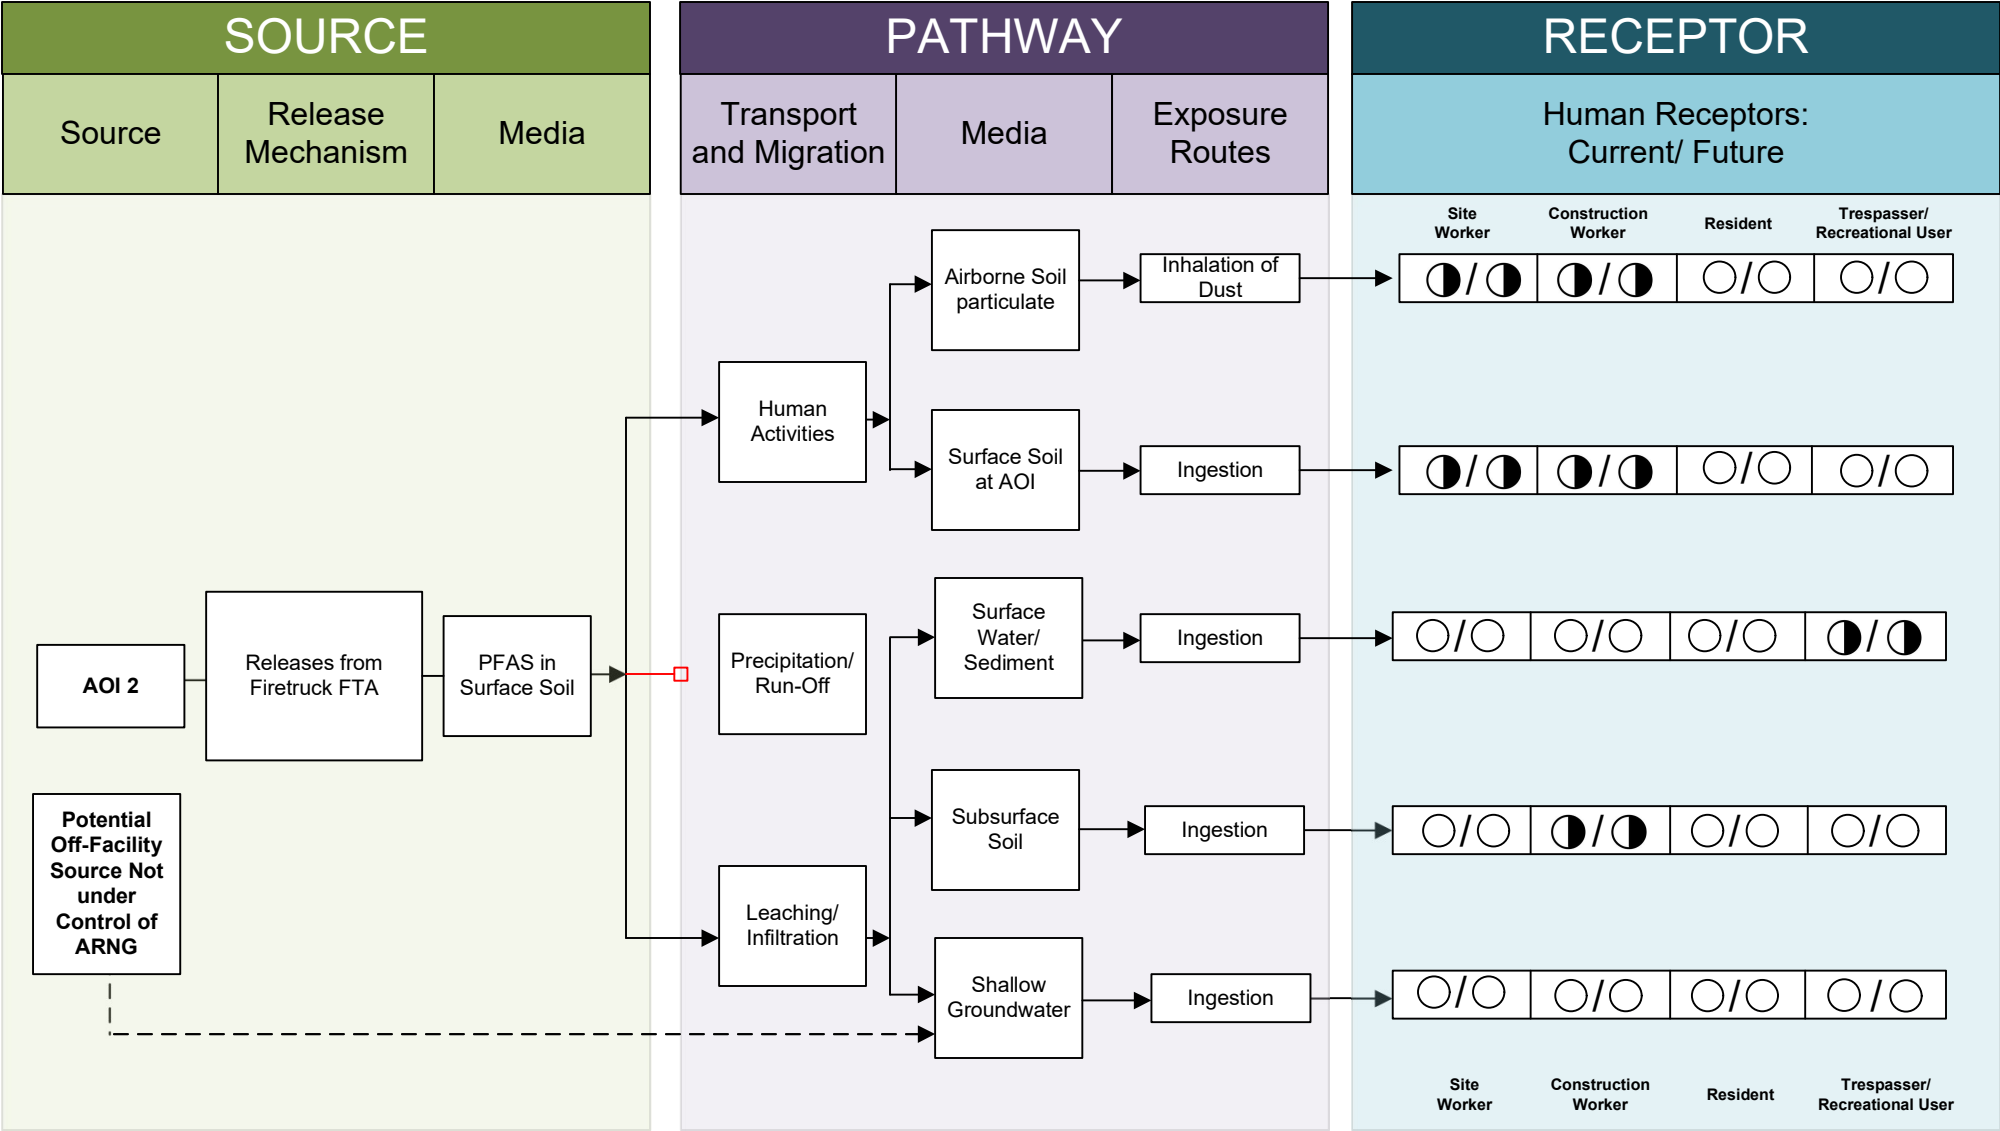 SOURCE
PATHWAY
RECEPTOR
Source
Release
Mechanism
Media
Transport
and Migration
Media
Exposure
Routes
Human Receptors:
Current/ Future
Site
Worker
Construction
Worker
Resident
Trespasser/
Recreational User
Airborne Soil
particulate
Inhalation of
Dust
/
/
/
/
Human
Activities
Surface Soil
at AOI
Ingestion
/
/
/
/
AOI 2
Releases from
Firetruck FTA
PFAS in
Surface Soil
Precipitation/
Run-Off
Surface
Water/
Sediment
Ingestion
/
/
/
/
Potential
Off-Facility
Source Not
under
Control of
ARNG
Subsurface
Soil
Ingestion
/
/
/
/
Leaching/
Infiltration
Shallow
Groundwater
Ingestion
/
/
/
/
Site
Worker
Construction
Worker
Resident
Trespasser/
Recreational User